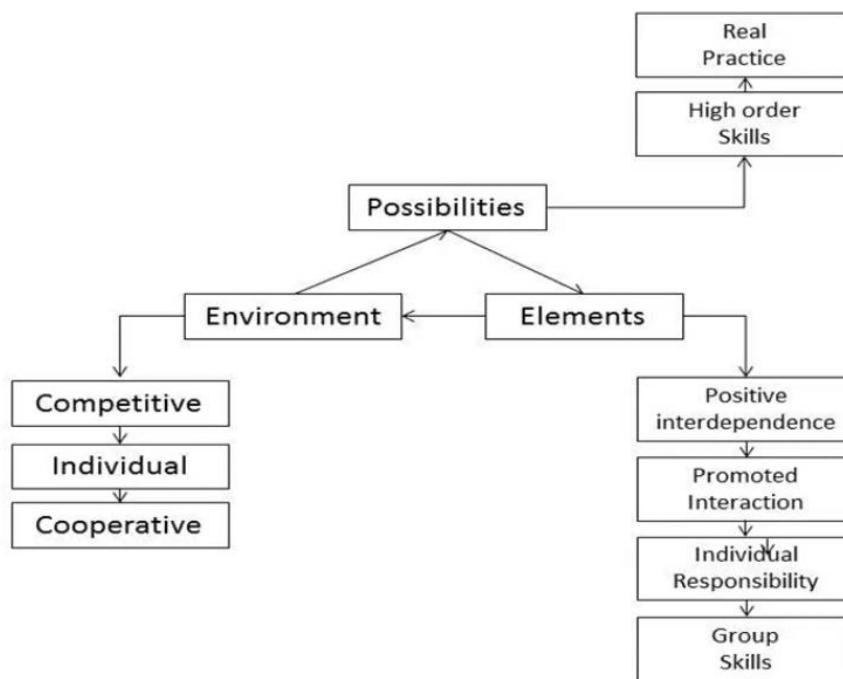 Real
Practice
High order
Skills
Possibilities
Environment
Elements
Competitive
Individual
Cooperative
Positive
interdependence
Promoted
Interaction
Individual
Responsibility
Group
Skills